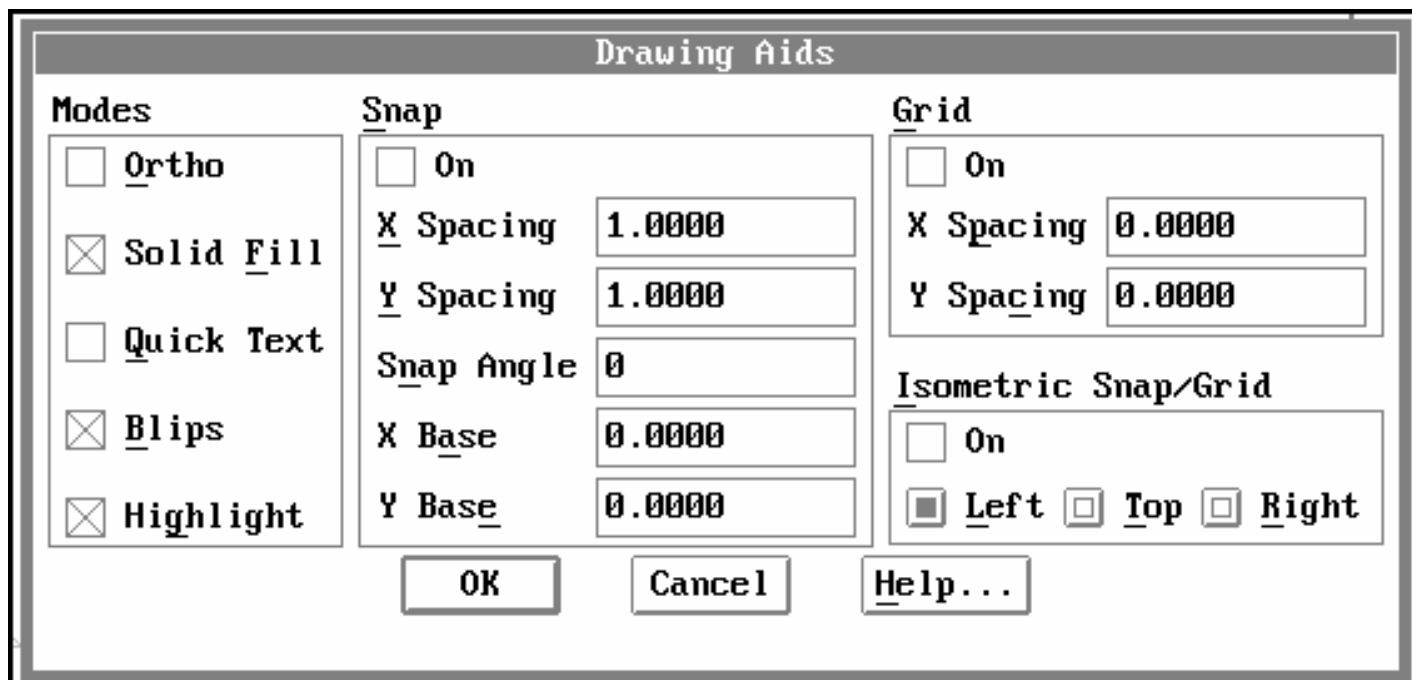 Drawing Aids
Modes
Ortho
Solid Fill
Quick Text
Blips
Highlight
Snap
On
X Spacing 1.0000
Y Spacing 1.0000
Snap Angle 0
X Base 0.0000
Y Base 0.0000
Grid
On
X Spacing 0.0000
Y Spacing 0.0000
Isometric Snap/Grid
On
Left Top Right
OK Cancel Help...